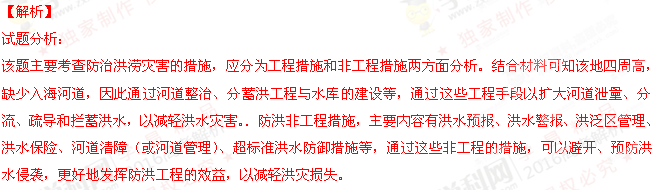 【解析】
试题分析：
该题主要考查防治洪涝灾害的措施，应分为工程措施和非工程措施两方面分析。结合材料可知该地四周高，
缺少入海河道，因此通过河道整治、分蓄洪工程与水库的建设等，通过这些工程手段以扩大河道泄量、分
流、疏导和拦蓄洪水，以减轻洪水灾害。．防洪非工程措施，主要内容有洪水预报、洪水警报、洪泛区管理、
洪水保险、河道清障（或河道管理）、超标准洪水防御措施等，通过这些非工程的措施，可以避开、预防洪
水侵袭，更好地发挥防洪工程的效益，以减轻洪灾损失。